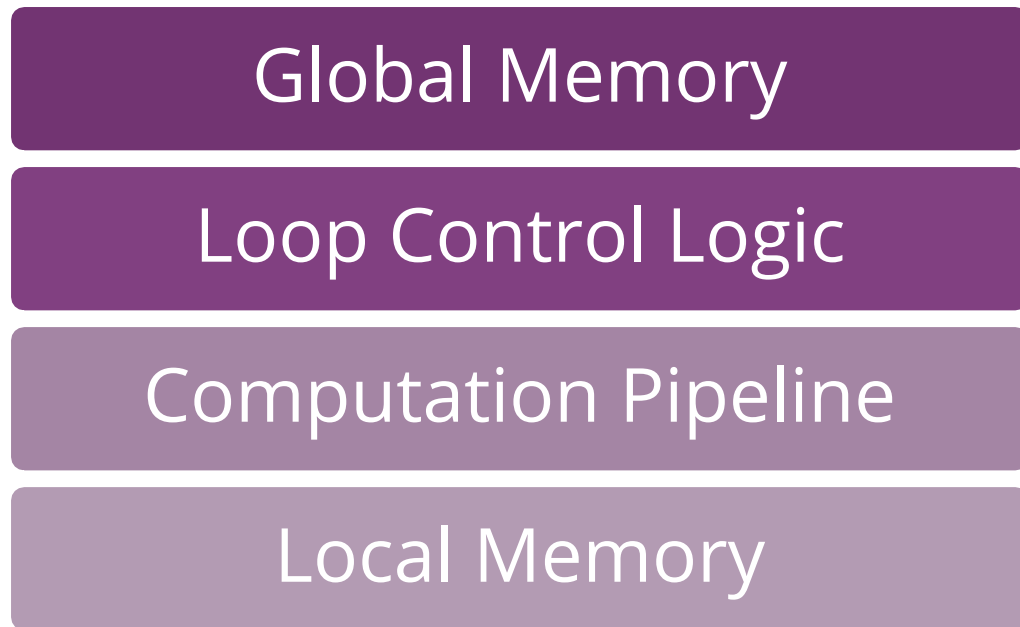 Global Memory
Loop Control Logic
Computation Pipeline
Local Memory